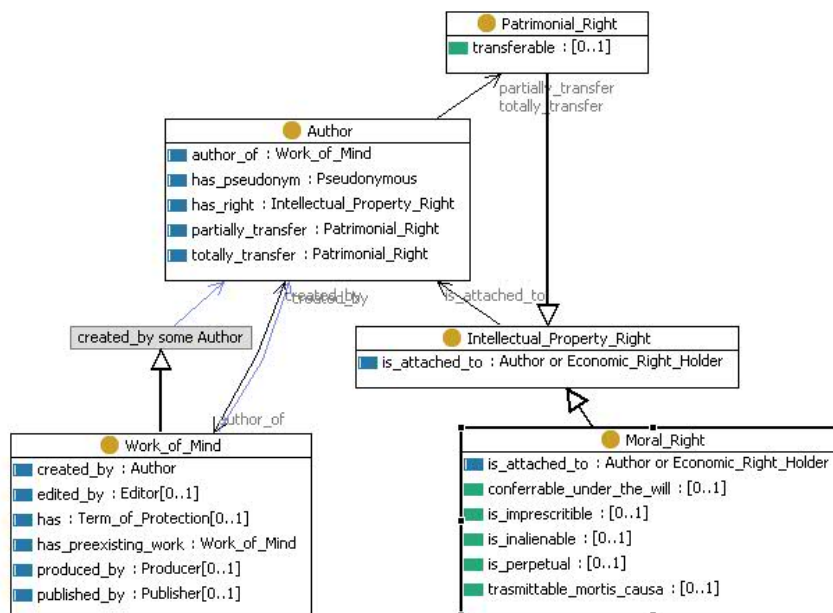 Patrimonial_Right
transferable : [0..1]
partially_transfer
totally_transfer
Author
author_of : Work_of_Mind
has_pseudonym : Pseudonymous
has_right : Intellectual_Property_Right
partially_transfer : Patrimonial_Right
totally_transfer : Patrimonial_Right
created_by
created_by
is_attached_to
created_by some Author
Intellectual_Property_Right
is_attached_to : Author or Economic_Right_Holder
author_of
Work_of_Mind
created_by : Author
edited_by : Editor[0..1]
has : Term_of_Protection[0..1]
has_preexisting_work : Work_of_Mind
produced_by : Producer[0..1]
published_by : Publisher[0..1]
Moral_Right
is_attached_to : Author or Economic_Right_Holder
conferrable_under_the_will : [0..1]
is_imprescritible : [0..1]
is_inalienable : [0..1]
is_perpetual : [0..1]
trasmittable_mortis_causa : [0..1]